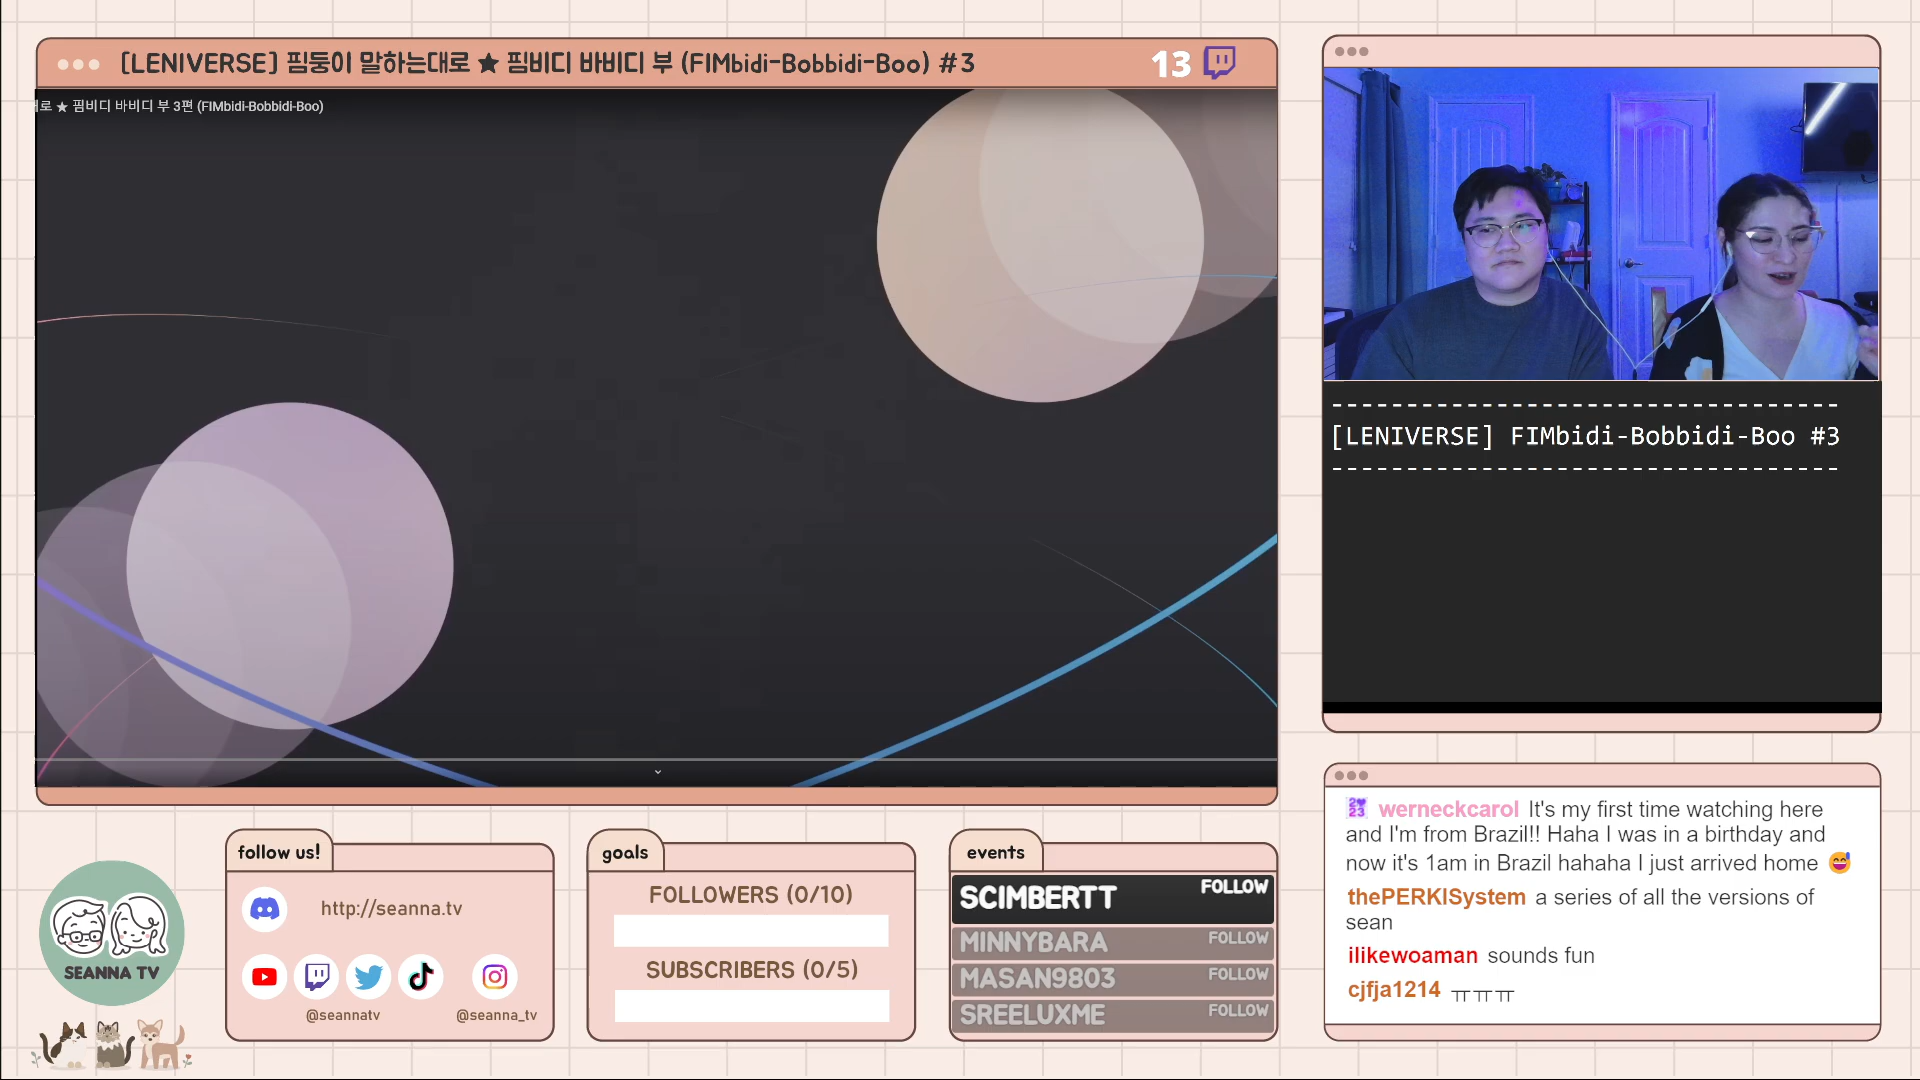 [LENIVERSE] 핌둥이 말하는대로 ★ 핌비디 바비디 부 (FIMbidi-Bobbidi-Boo) #3
13
로 ★ 핌비디 바비디 부 3편 (FIMbidi-Bobbidi-Boo)
--------------------------------
[LENIVERSE] FIMbidi-Bobbidi-Boo #3
--------------------------------
2023 werneckcarol It's my first time watching here
and I'm from Brazil!! Haha I was in a birthday and
now it's 1am in Brazil hahaha I just arrived home 😅
thePERKISystem a series of all the versions of
sean
ilikewoaman sounds fun
cjfja1214 ㅠㅠㅠ
SEANNA TV
follow us!
http://seanna.tv
@seannatv
@seanna_tv
goals
FOLLOWERS (0/10)
SUBSCRIBERS (0/5)
events
SCIMBERTT FOLLOW
MINNYBARA FOLLOW
MASAN9803 FOLLOW
SREELUXME FOLLOW